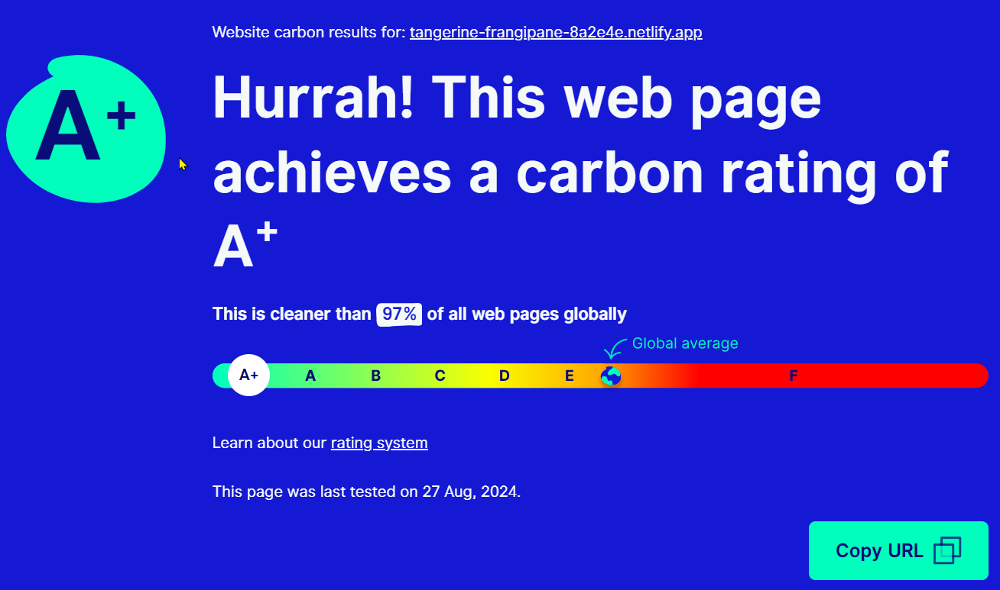 Website carbon results for: tangerine-frangipane-8a2e4e.netlify.app
A+
Hurrah! This web page
achieves a carbon rating of
A+
This is cleaner than 97% of all web pages globally
Global average
A+ A B C D E F
Learn about our rating system
This page was last tested on 27 Aug, 2024.
Copy URL